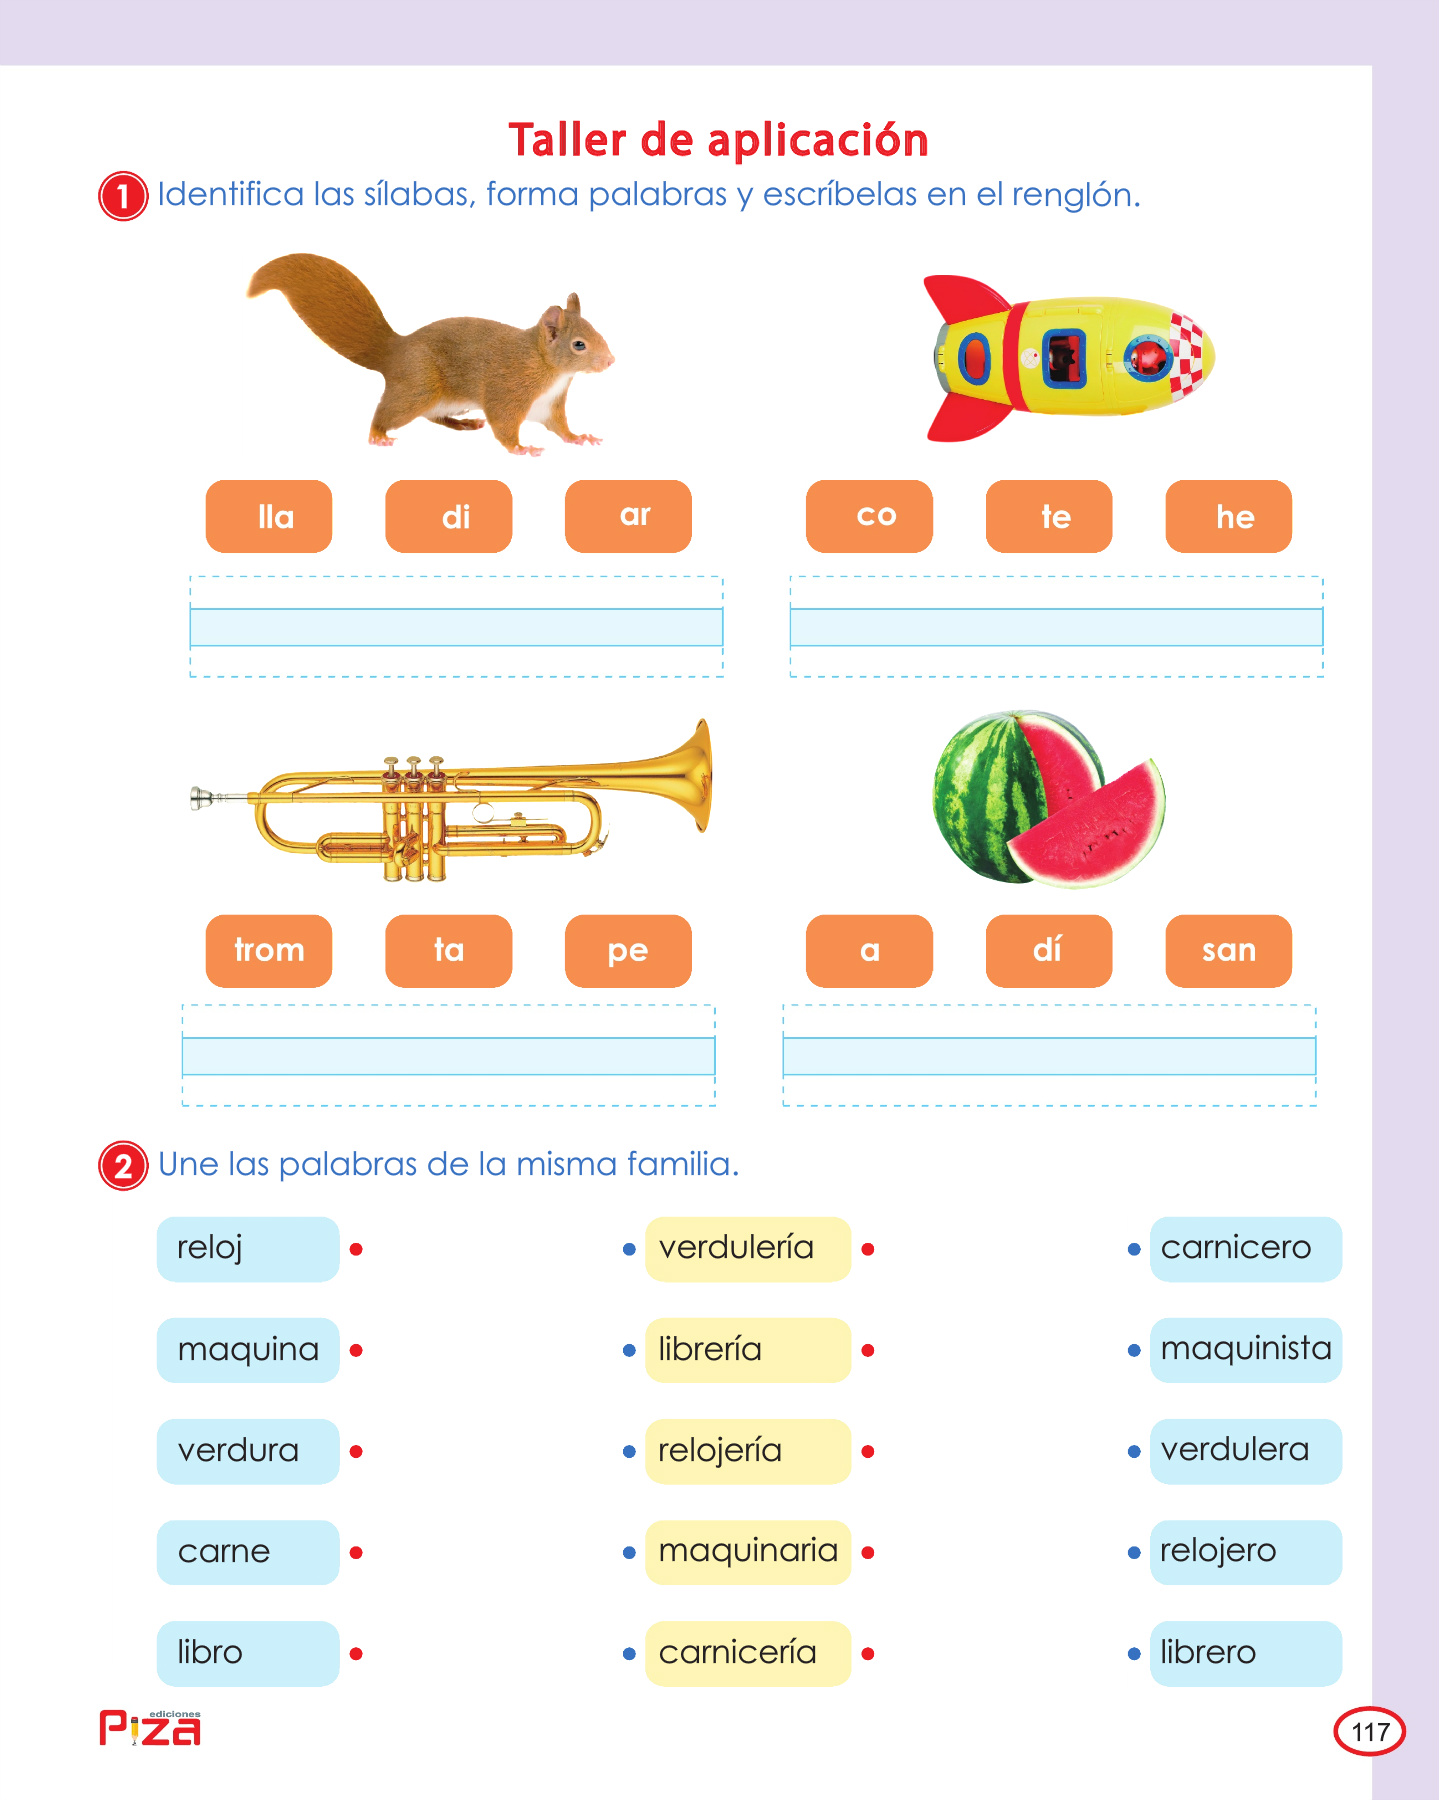 Taller de aplicación
1 Identifica las sílabas, forma palabras y escríbelas en el renglón.
lla di ar co te he
trom ta pe a dí san
2 Une las palabras de la misma familia.
reloj verdulería carnicero
maquina librería maquinista
verdura relojería verdulera
carne maquinaria relojero
libro carnicería librero
ediciones
Piza
117